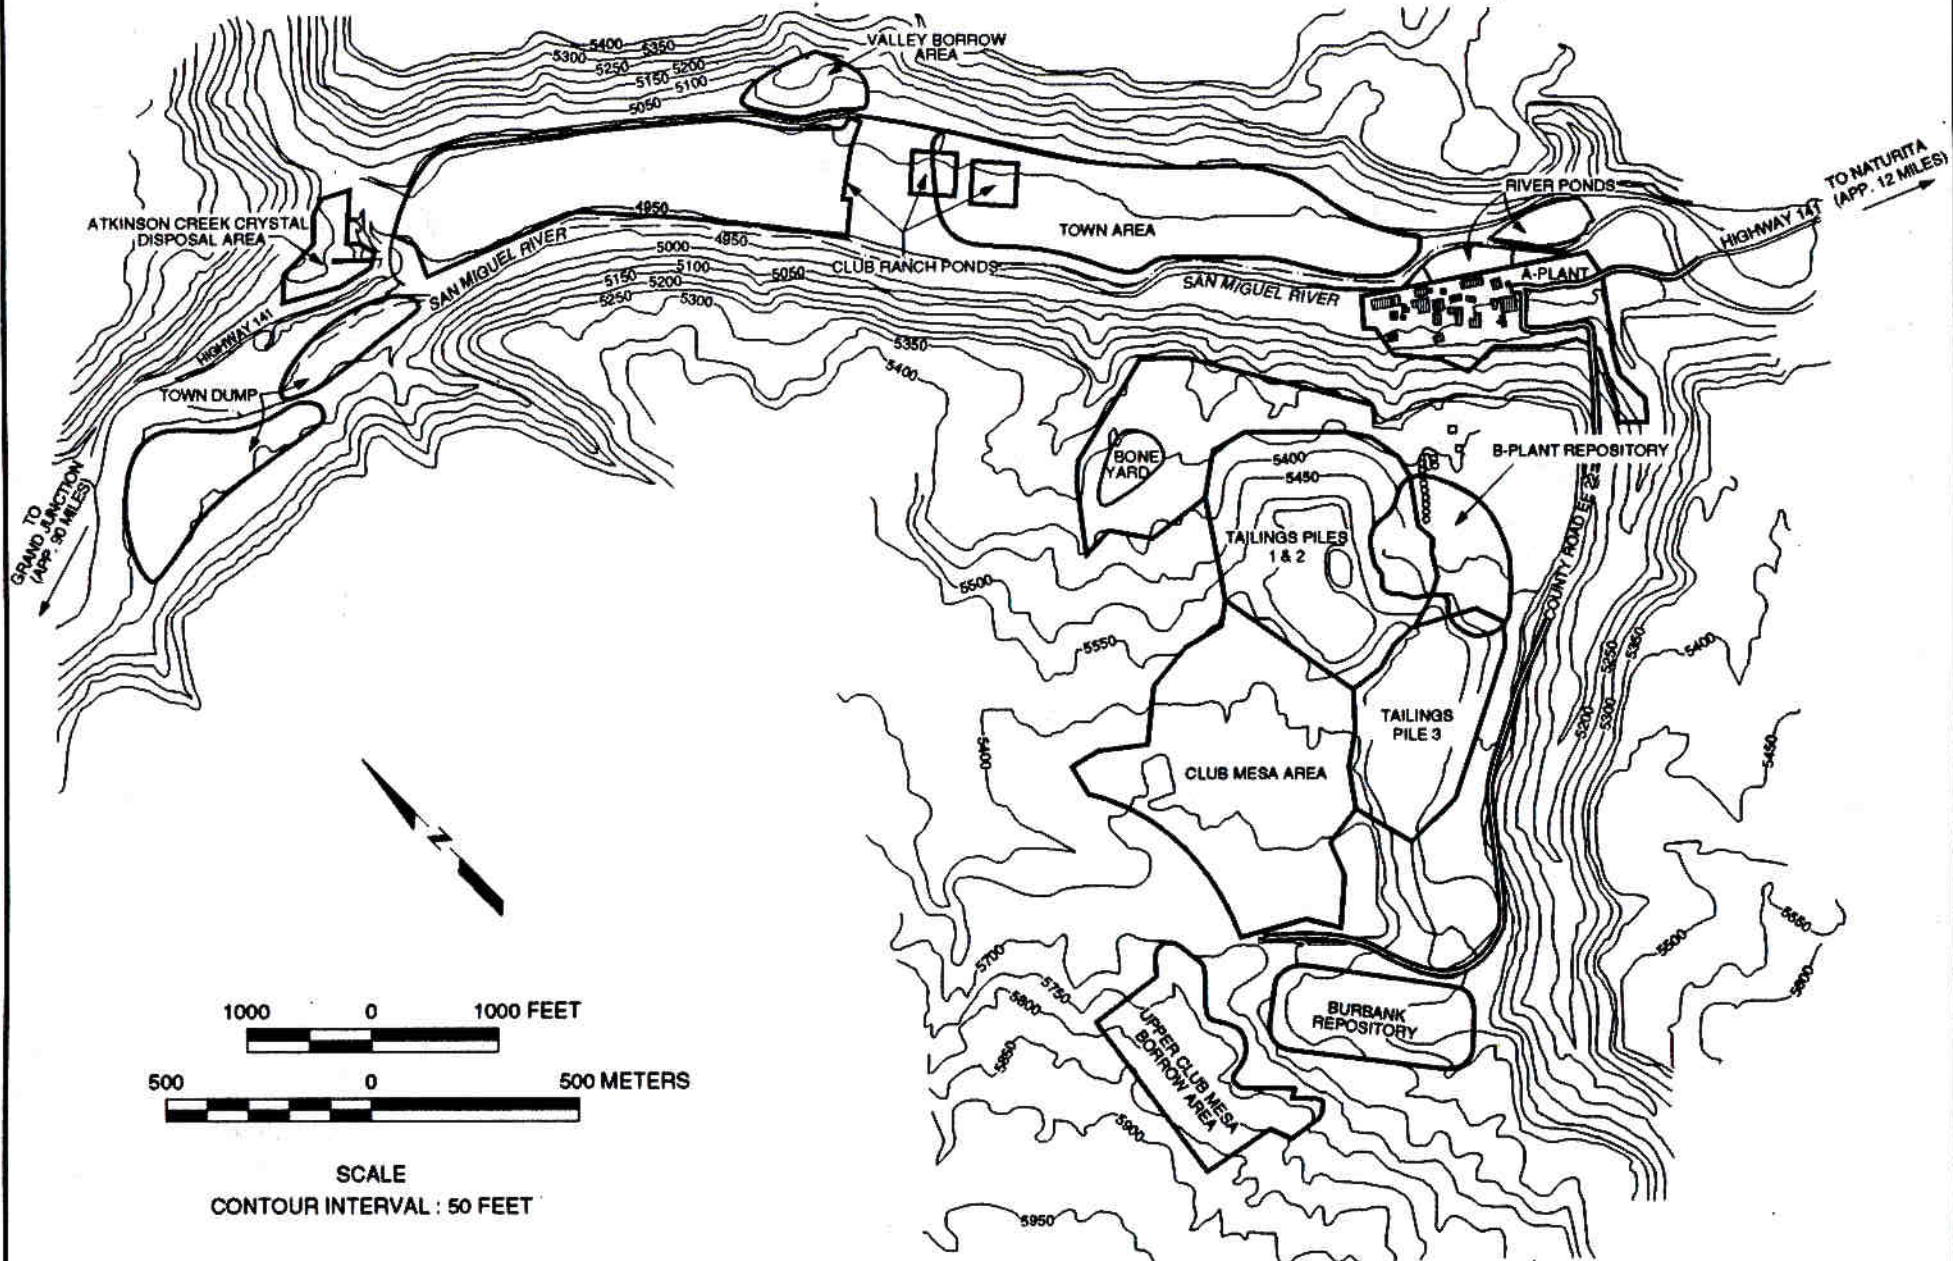 VALLEY BORROW
AREA
5400
5350
5300
5250
5200
5150
5100
5050
TO NATURITA
(APP. 12 MILES)
HIGHWAY 141
RIVER PONDS
ATKINSON CREEK CRYSTAL
DISPOSAL AREA
4950
SAN MIGUEL RIVER
TOWN AREA
CLUB RANCH PONDS
SAN MIGUEL RIVER
A-PLANT
4950
5000
5050
5100
5150
5200
5250
5300
5350
5400
HIGHWAY 141
TOWN DUMP
TO
GRAND JUNCTION
(APP. 90 MILES)
BONE
YARD
5400
5450
B-PLANT REPOSITORY
TAILINGS PILES
1 & 2
COUNTY ROAD EE 22
5500
5550
5250
5350
5400
5200
5300
TAILINGS
PILE 3
5400
5450
CLUB MESA AREA
N
5550
5500
5600
5700
5750
5800
5850
5900
5950
UPPER CLUB MESA
BORROW AREA
BURBANK
REPOSITORY
1000 0 1000 FEET
500 0 500 METERS
SCALE
CONTOUR INTERVAL : 50 FEET